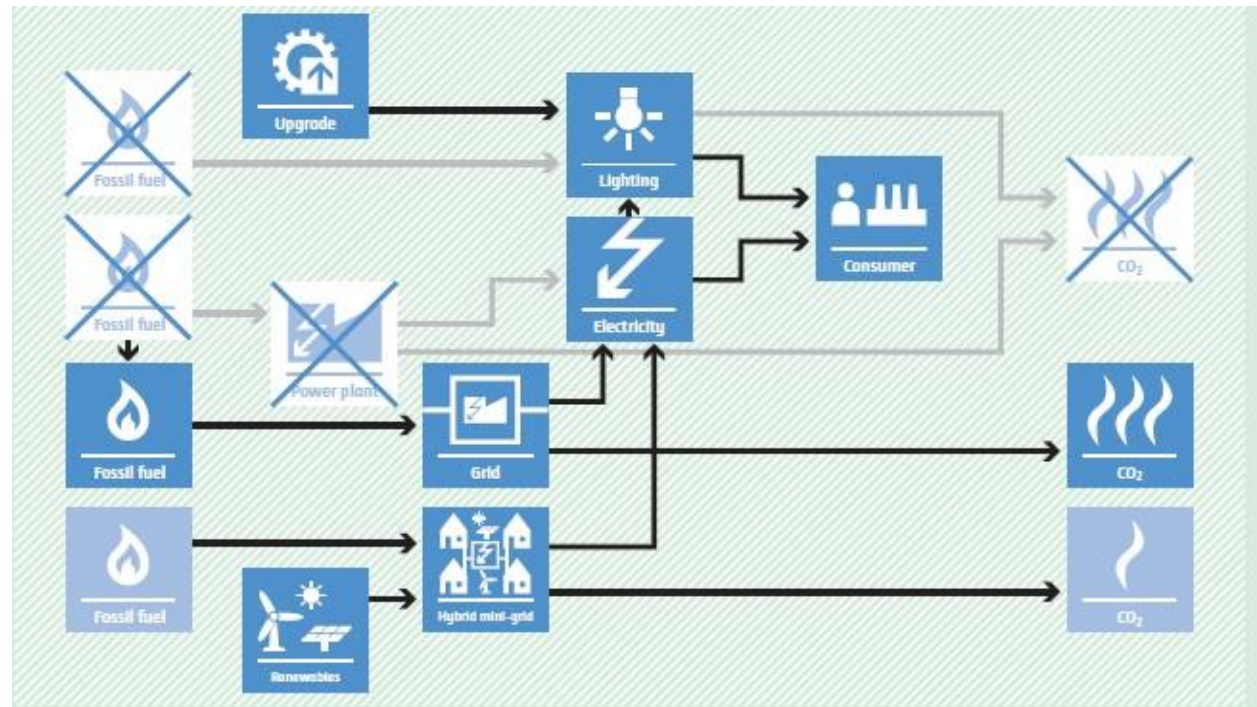 Upgrade
Fossil fuel
Lighting
Consumer
CO₂
Fossil fuel
Electricity
Power plant
Fossil fuel
Grid
CO₂
Fossil fuel
Hybrid mini-grid
CO₂
Renewables